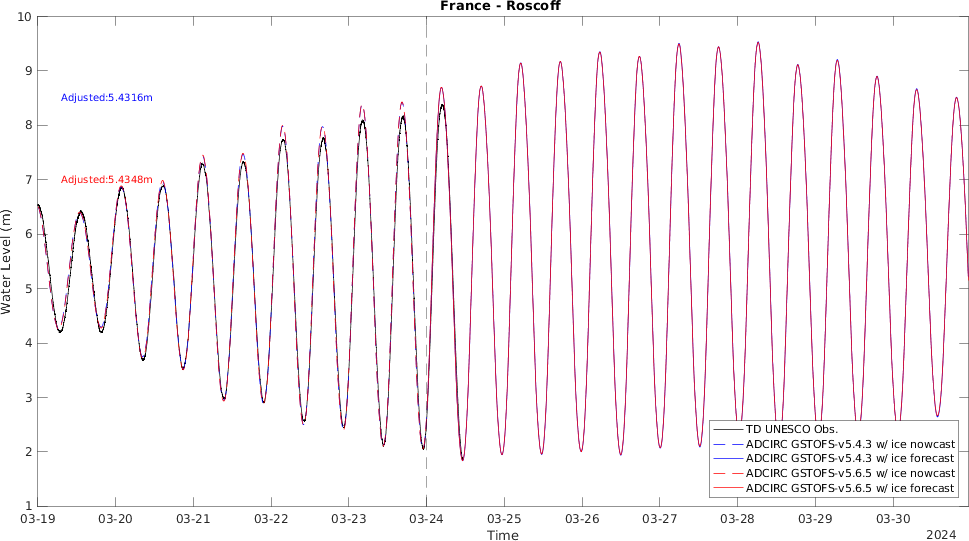 France - Roscoff
10
9
8
7
6
5
4
3
2
1
Water Level (m)
Adjusted:5.4316m
Adjusted:5.4348m
TD UNESCO Obs.
ADCIRC GSTOFS-v5.4.3 w/ ice nowcast
ADCIRC GSTOFS-v5.4.3 w/ ice forecast
ADCIRC GSTOFS-v5.6.5 w/ ice nowcast
ADCIRC GSTOFS-v5.6.5 w/ ice forecast
03-19 03-20 03-21 03-22 03-23 03-24 03-25 03-26 03-27 03-28 03-29 03-30
Time
2024